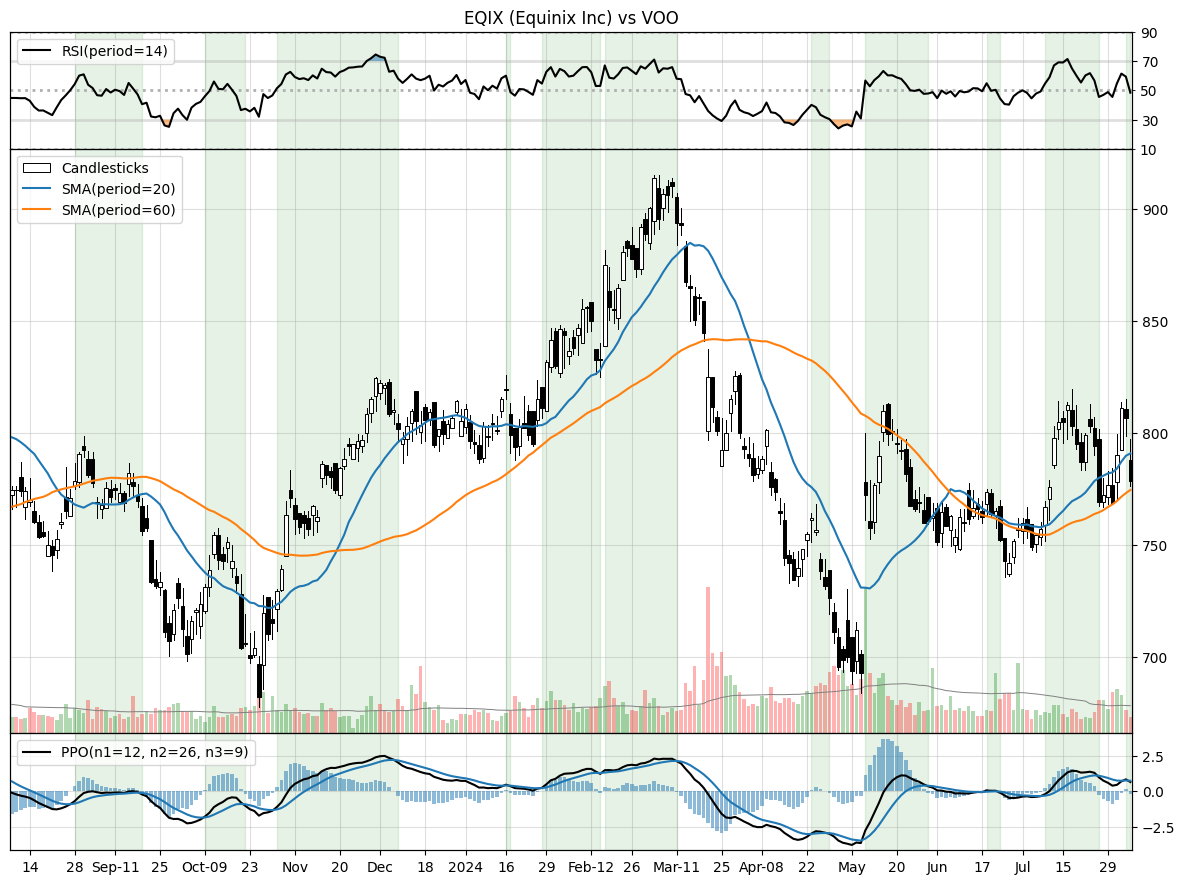 EQIX (Equinix Inc) vs VOO
RSI(period=14)
90
70
50
30
10
Candlesticks
SMA(period=20)
SMA(period=60)
900
850
800
750
700
PPO(n1=12, n2=26, n3=9)
2.5
0.0
−2.5
14 28 Sep-11 25 Oct-09 23 Nov 20 Dec 18 2024 16 29 Feb-12 26 Mar-11 25 Apr-08 22 May 20 Jun 17 Jul 15 29